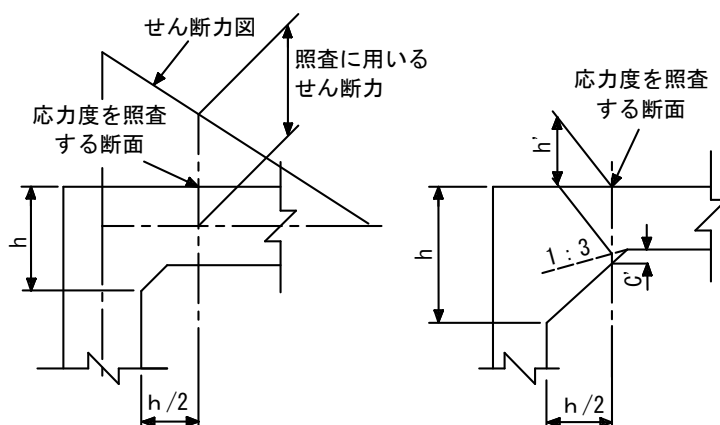 せん断力図
照査に用いる
せん断力
応力度を照査
する断面
h
h/2
応力度を照査
する断面
h'
h
1:3
C'
h/2